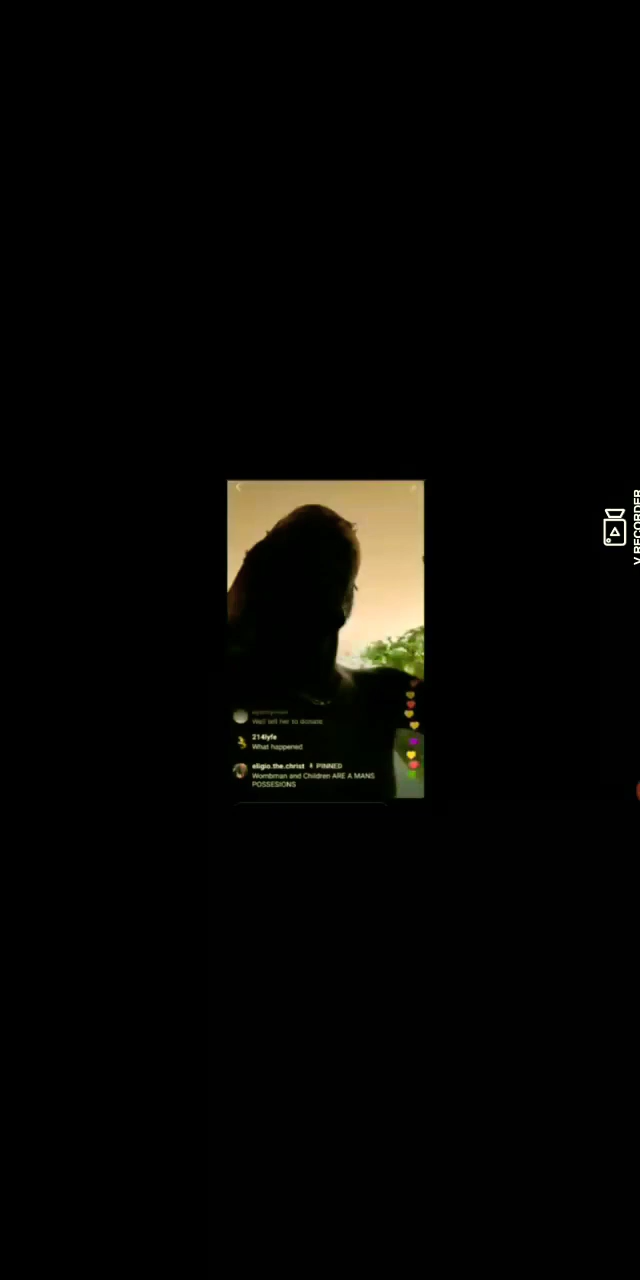 Well tell her to donate
214lyfe
What happened
eligio.the.christ PINNED
Wombman and Children ARE A MANS
POSSESIONS
V RECORDER